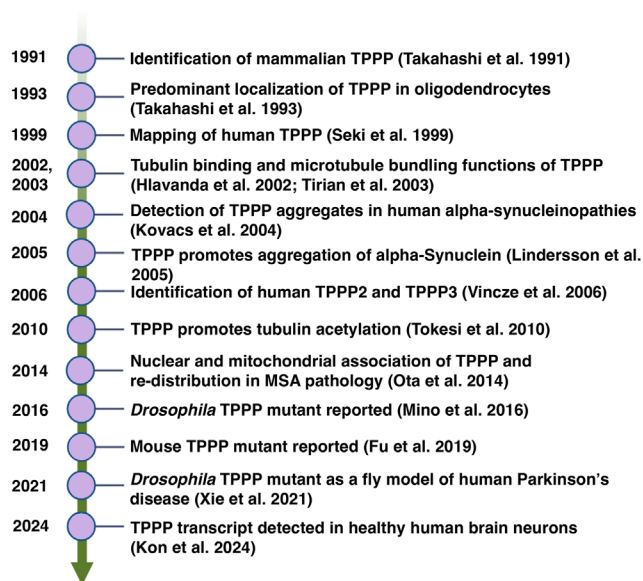 1991
Identification of mammalian TPPP (Takahashi et al. 1991)
1993
Predominant localization of TPPP in oligodendrocytes
(Takahashi et al. 1993)
1999
Mapping of human TPPP (Seki et al. 1999)
2002,
2003
Tubulin binding and microtubule bundling functions of TPPP
(Hlavanda et al. 2002; Tirian et al. 2003)
2004
Detection of TPPP aggregates in human alpha-synucleinopathies
(Kovacs et al. 2004)
2005
TPPP promotes aggregation of alpha-Synuclein (Lindersson et al.
2005)
2006
Identification of human TPPP2 and TPPP3 (Vincze et al. 2006)
2010
TPPP promotes tubulin acetylation (Tokesi et al. 2010)
2014
Nuclear and mitochondrial association of TPPP and
re-distribution in MSA pathology (Ota et al. 2014)
2016
Drosophila TPPP mutant reported (Mino et al. 2016)
2019
Mouse TPPP mutant reported (Fu et al. 2019)
2021
Drosophila TPPP mutant as a fly model of human Parkinson's
disease (Xie et al. 2021)
2024
TPPP transcript detected in healthy human brain neurons
(Kon et al. 2024)